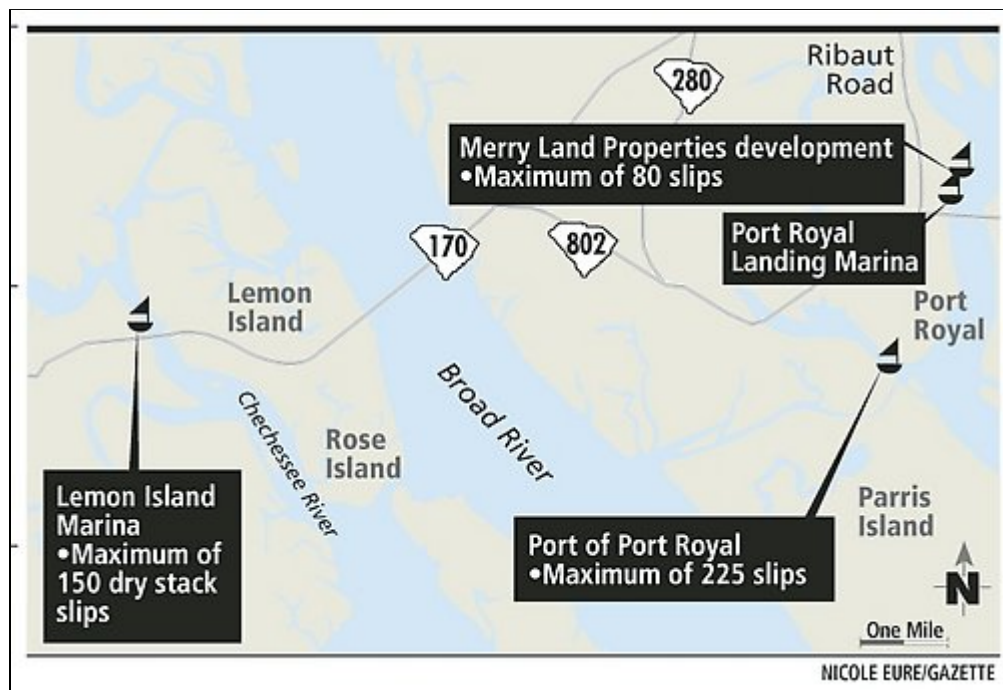 Ribaut
Road
280
Merry Land Properties development
•Maximum of 80 slips
170
802
Port Royal
Landing Marina
Lemon
Island
Port
Royal
Broad River
Chechessee River
Rose
Island
Lemon Island
Marina
•Maximum of
150 dry stack
slips
Port of Port Royal
•Maximum of 225 slips
Parris
Island
N
One Mile
NICOLE EURE/GAZETTE